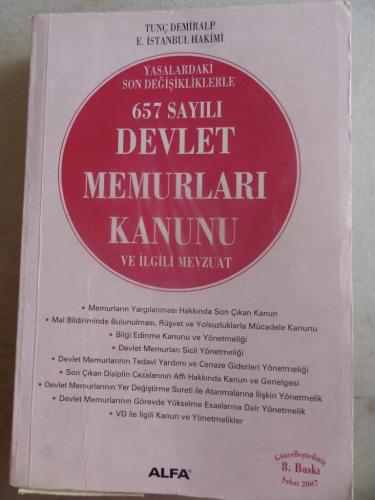 TUNÇ DEMİRALP
E. İSTANBUL HAKİMİ
YASALARDAKİ
SON DEĞİŞİKLİKLERLE
657 SAYILI
DEVLET
MEMURLARI
KANUNU
VE İLGİLİ MEVZUAT
• Memurların Yargılanması Hakkında Son Çıkan Kanun
• Mal Bildiriminde Bulunulması, Rüşvet ve Yolsuzluklarla Mücadele Kanunu
• Bilgi Edinme Kanunu ve Yönetmeliği
• Devlet Memurları Sicil Yönetmeliği
• Devlet Memurlarının Tedavi Yardımı ve Cenaze Giderleri Yönetmeliği
• Son Çıkan Disiplin Cezalarının Affı Hakkında Kanun ve Genelgesi
• Devlet Memurlarının Yer Değiştirme Sureti ile Atanmalarına İlişkin Yönetmelik
• Devlet Memurlarının Görevde Yükselme Esaslarına Dair Yönetmelik
• VD ile İlgili Kanun ve Yönetmelikler
Güncelleştirilmiş
8. Baskı
Şubat 2007
ALFA